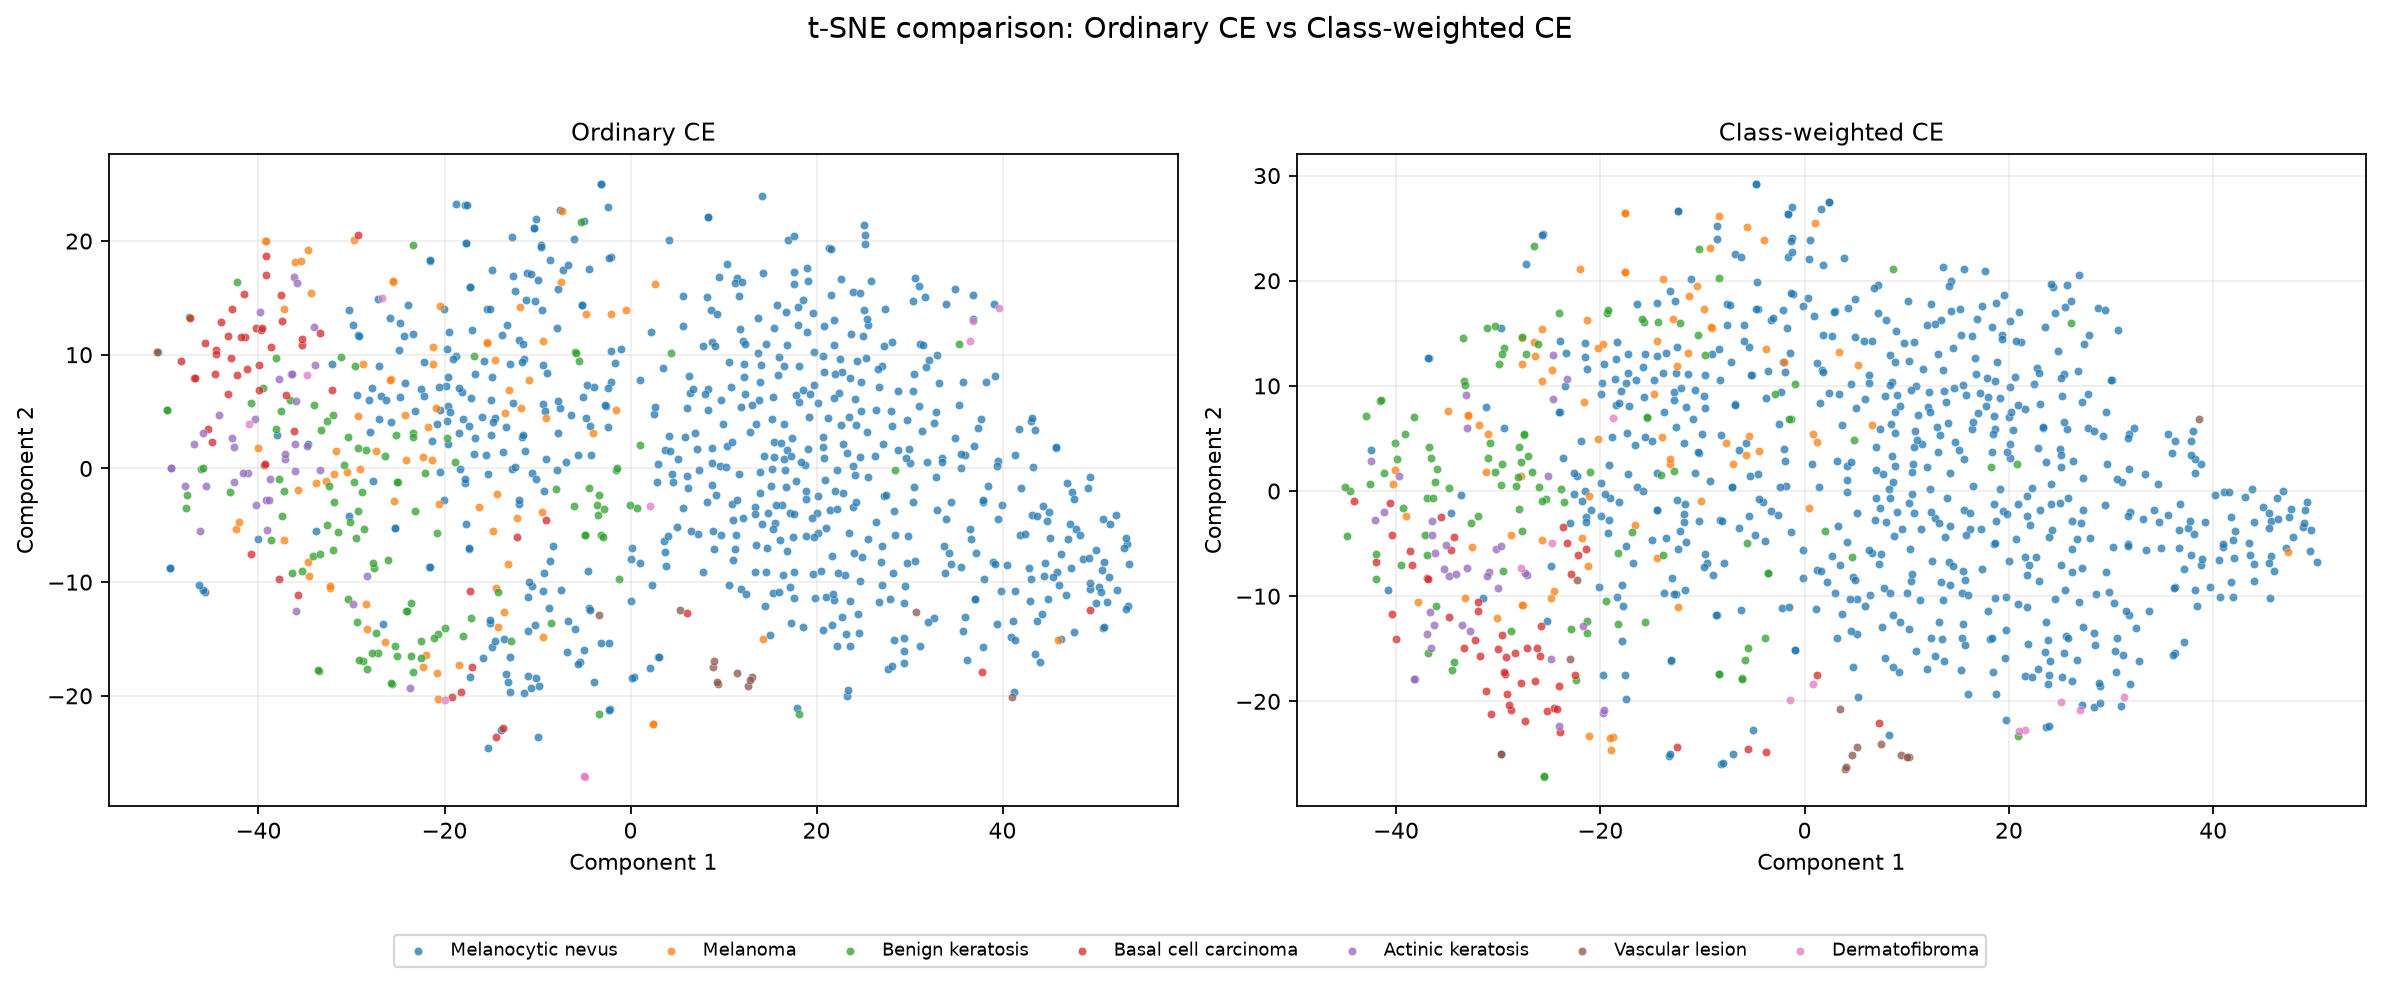 t-SNE comparison: Ordinary CE vs Class-weighted CE
Ordinary CE
20
10
0
−10
−20
Component 2
−40 −20 0 20 40
Component 1
Class-weighted CE
30
20
10
0
−10
−20
Component 2
−40 −20 0 20 40
Component 1
Melanocytic nevus Melanoma Benign keratosis Basal cell carcinoma Actinic keratosis Vascular lesion Dermatofibroma